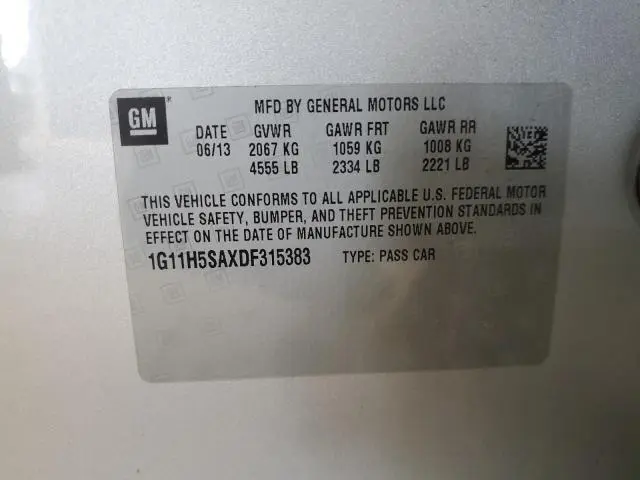 GM ®
MFD BY GENERAL MOTORS LLC
DATE GVWR GAWR FRT GAWR RR
06/13 2067 KG 1059 KG 1008 KG
4555 LB 2334 LB 2221 LB
THIS VEHICLE CONFORMS TO ALL APPLICABLE U.S. FEDERAL MOTOR
VEHICLE SAFETY, BUMPER, AND THEFT PREVENTION STANDARDS IN
EFFECT ON THE DATE OF MANUFACTURE SHOWN ABOVE.
1G11H5SAXDF315383 TYPE: PASS CAR